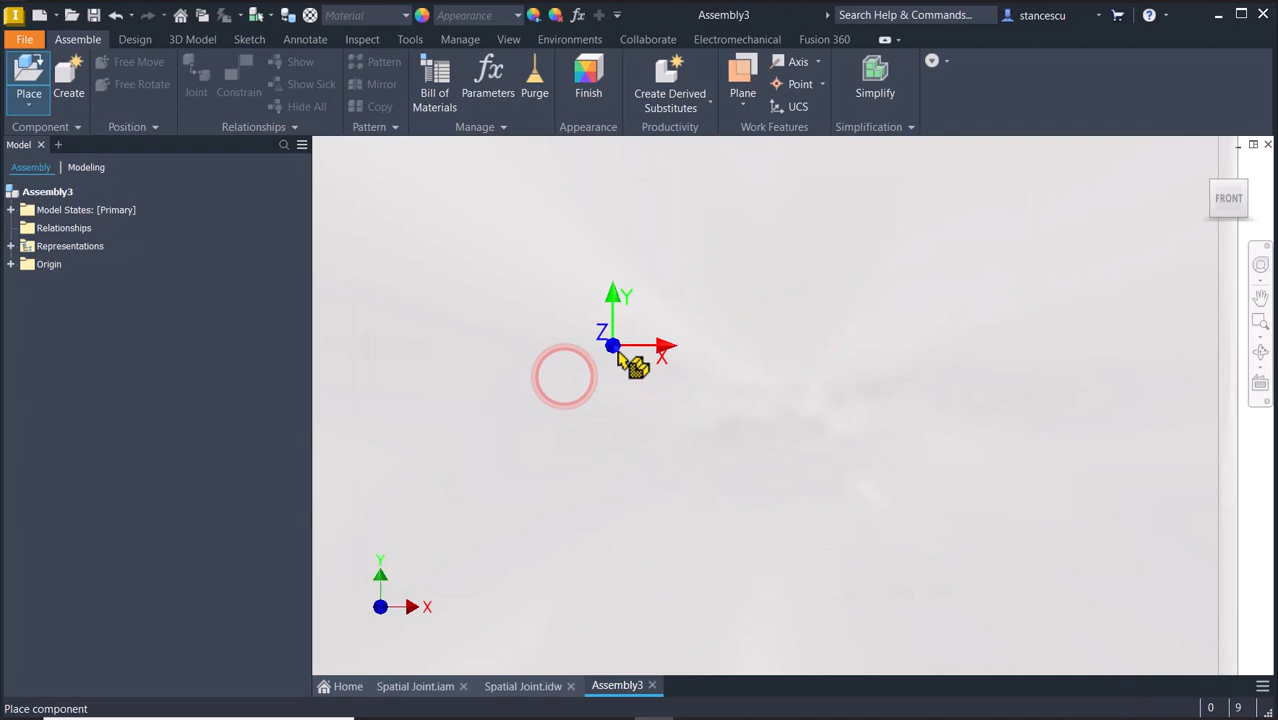 Material
Appearance
fx
Assembly3
Search Help & Commands...
stancescu
File
Assemble
Design
3D Model
Sketch
Annotate
Inspect
Tools
View
Manage
Environments
Collaborate
Electromechanical
Fusion 360
Place
Create
Free Move
Free Rotate
Joint
Constrain
Show
Show Sick
Hide All
Pattern
Mirror
Copy
fx
Bill of
Materials
Parameters
Purge
Finish
Create Derived
Substitutes
Plane
Axis
Point
UCS
Simplify
Component
Position
Relationships
Pattern
Manage
Appearance
Productivity
Work Features
Simplification
Model
Assembly
Modeling
Assembly3
Model States: [Primary]
Relationships
Representations
Origin
FRONT
Y
Z
X
Y
X
Home
Spatial Joint.iam
Spatial Joint.idw
Assembly3
Place component
0
9